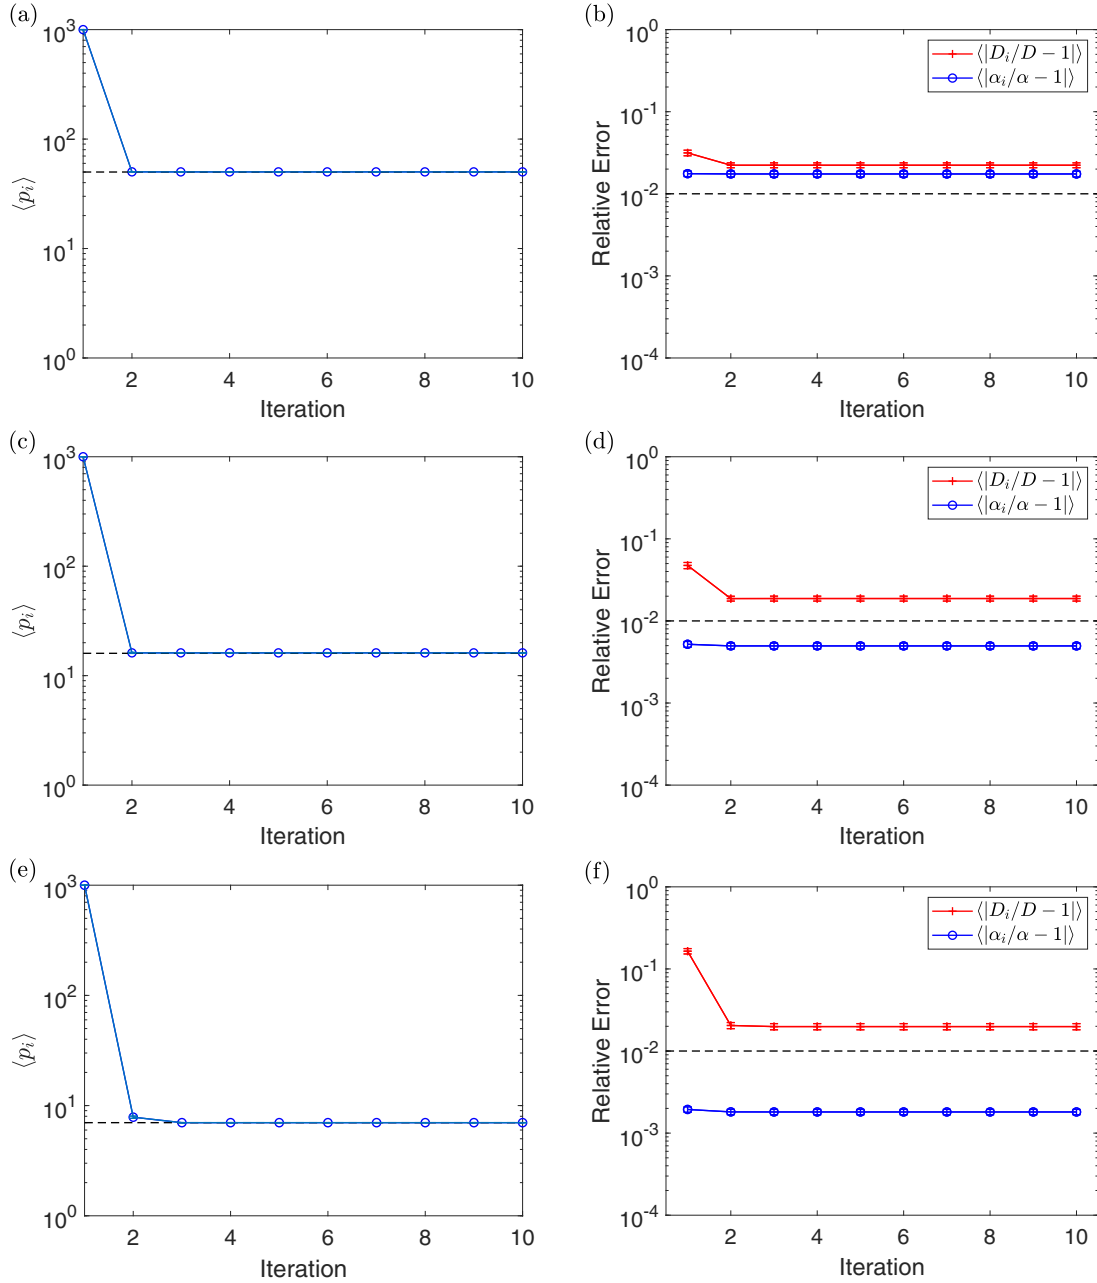 (a)
10^3
10^2
10^1
10^0
⟨p_i⟩
2 4 6 8 10
Iteration
(b)
10^0
10^-1
10^-2
10^-3
10^-4
Relative Error
⟨|D_i/D − 1|⟩
⟨|α_i/α − 1|⟩
2 4 6 8 10
Iteration
(c)
10^3
10^2
10^1
10^0
⟨p_i⟩
2 4 6 8 10
Iteration
(d)
10^0
10^-1
10^-2
10^-3
10^-4
Relative Error
⟨|D_i/D − 1|⟩
⟨|α_i/α − 1|⟩
2 4 6 8 10
Iteration
(e)
10^3
10^2
10^1
10^0
⟨p_i⟩
2 4 6 8 10
Iteration
(f)
10^0
10^-1
10^-2
10^-3
10^-4
Relative Error
⟨|D_i/D − 1|⟩
⟨|α_i/α − 1|⟩
2 4 6 8 10
Iteration